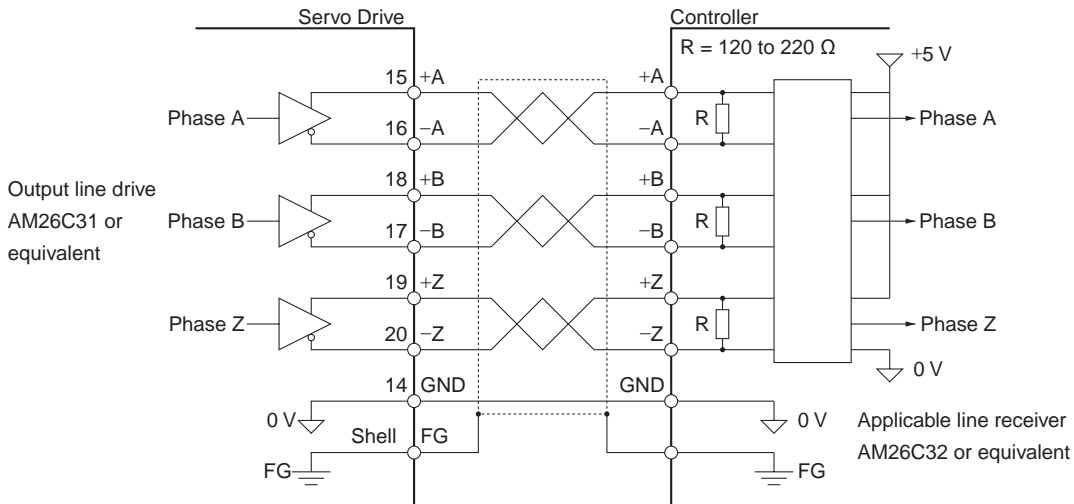 Servo Drive
Controller
R = 120 to 220 Ω
+5 V
15 +A
+A
Phase A
R
Phase A
16 −A
−A
18 +B
+B
Output line drive
AM26C31 or
equivalent
Phase B
R
Phase B
17 −B
−B
19 +Z
+Z
Phase Z
R
Phase Z
20 −Z
−Z
0 V
14 GND
GND
0 V
0 V
Applicable line receiver
AM26C32 or equivalent
Shell FG
FG
FG